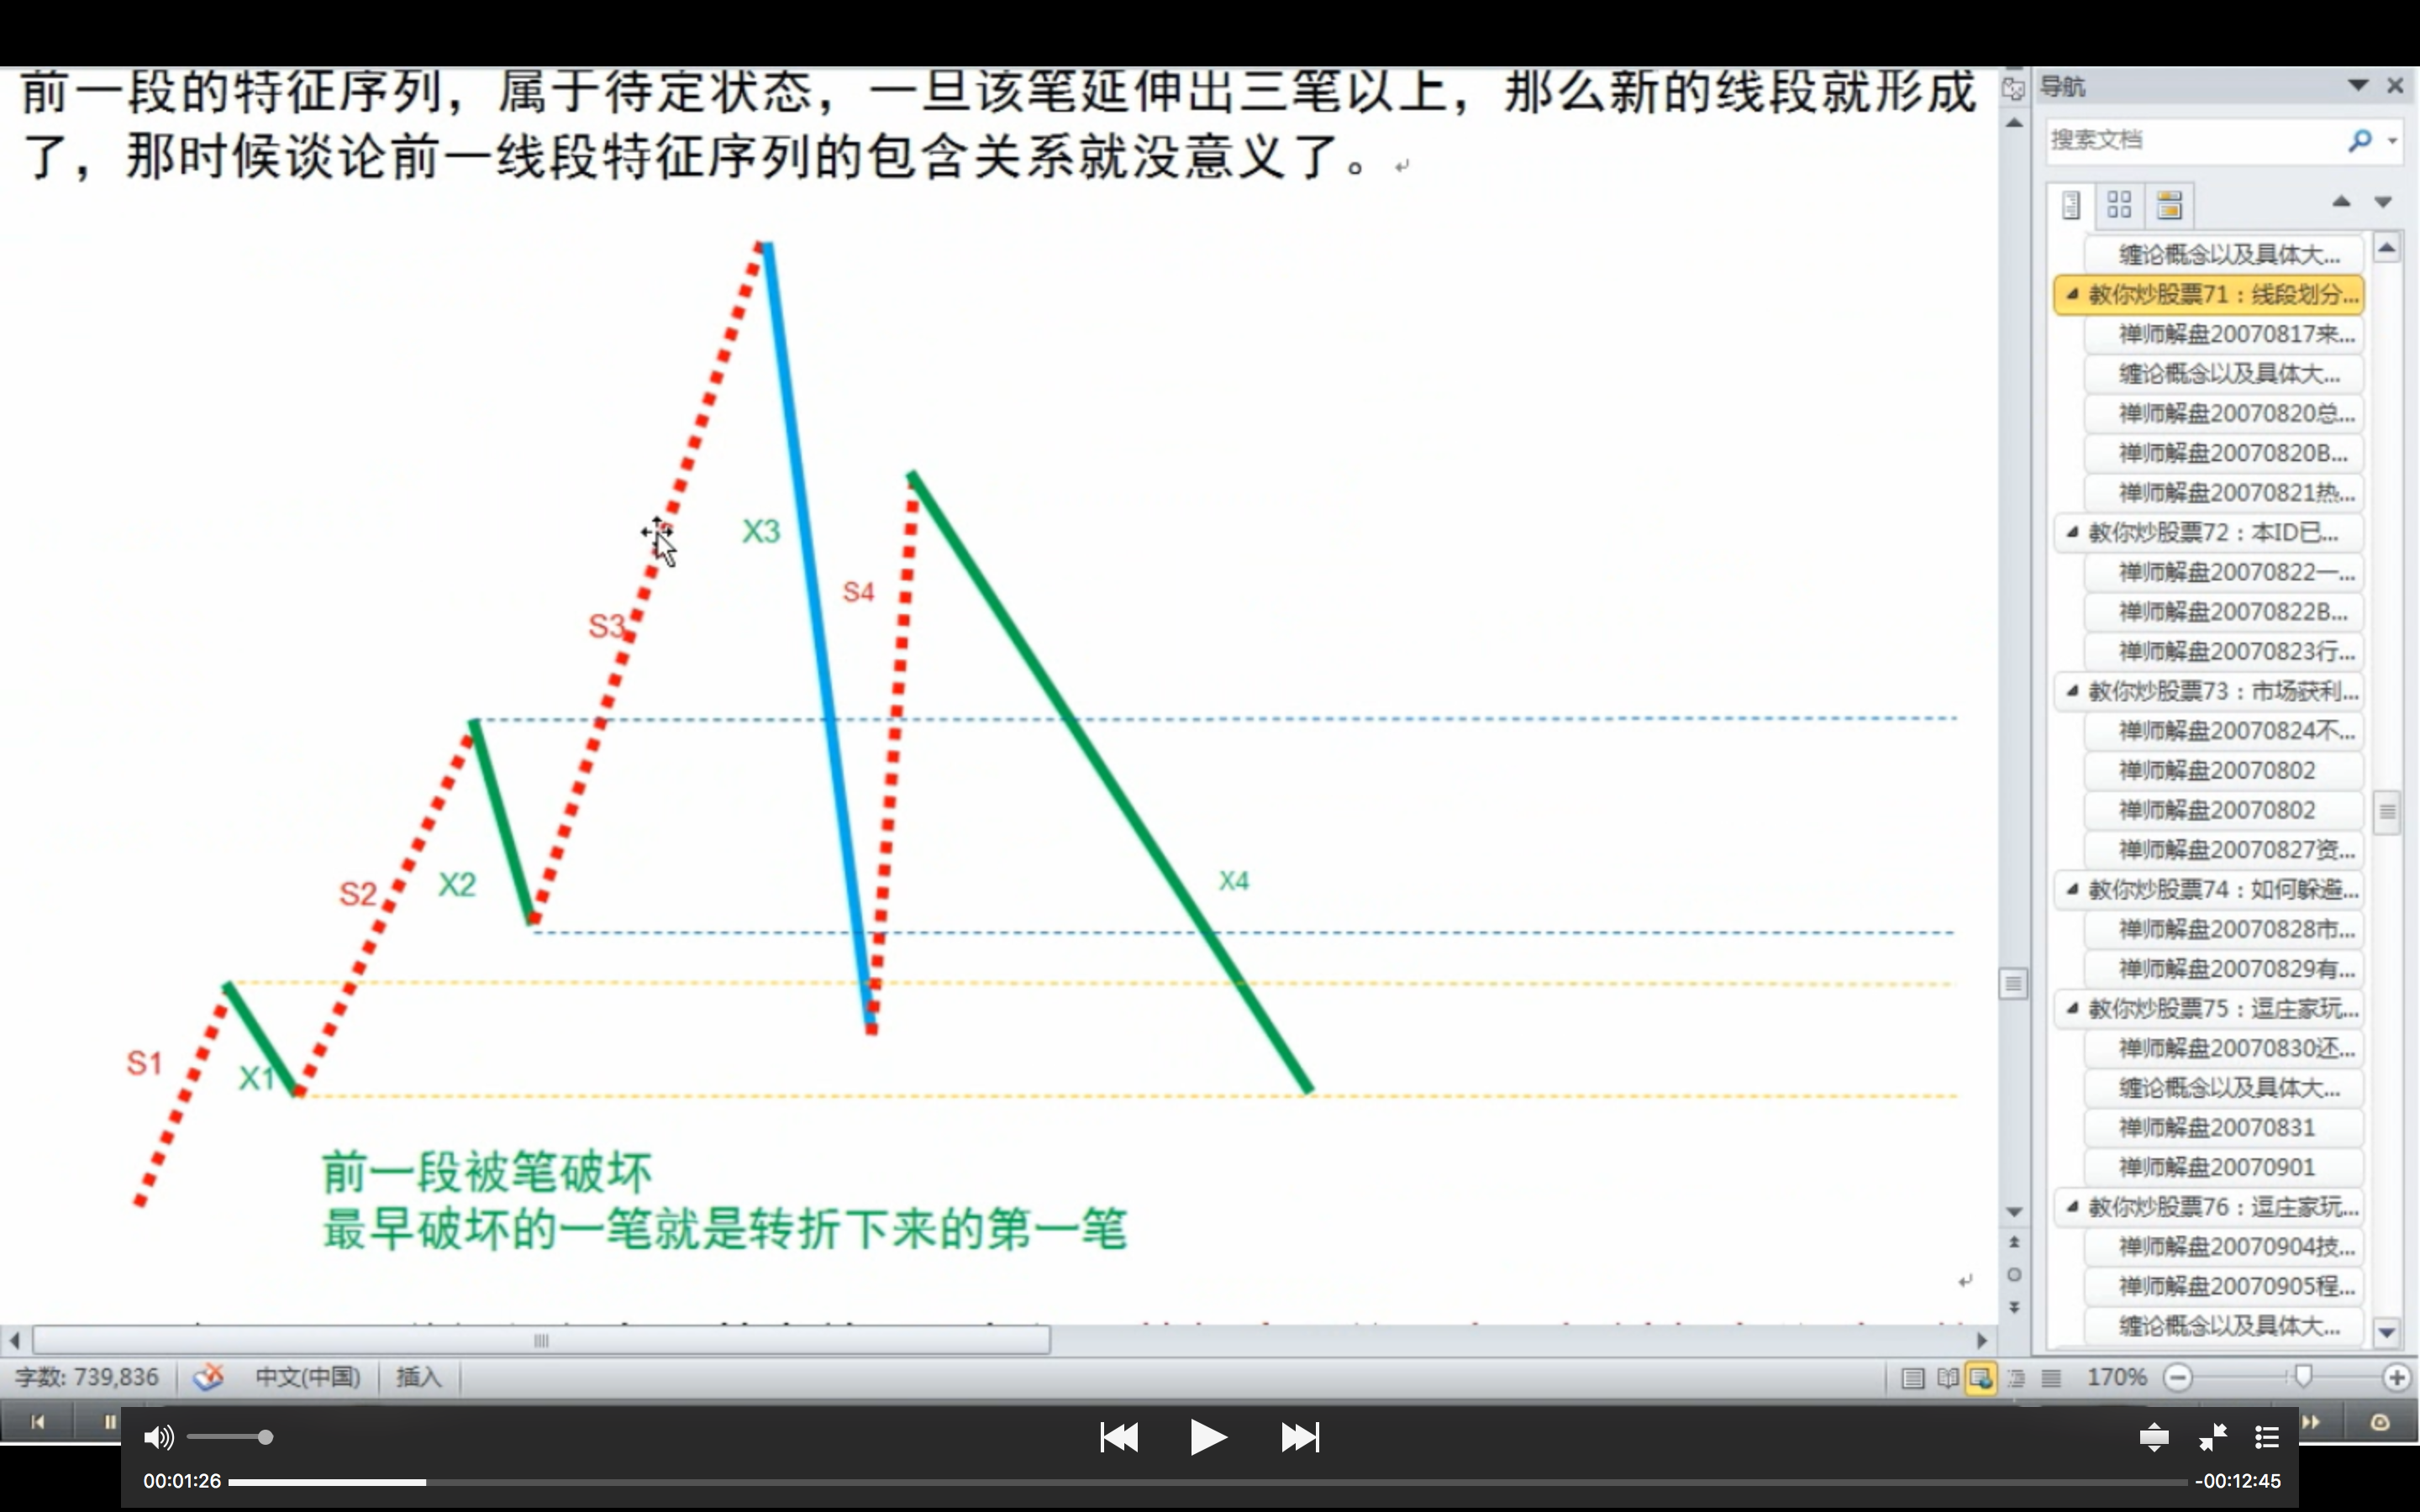 前一段的特征序列，属于待定状态，一旦该笔延伸出三笔以上，那么新的线段就形成
了，那时候谈论前一线段特征序列的包含关系就没意义了。
X3
S4
S3
X4
S2
X2
S1
X1
前一段被笔破坏
最早破坏的一笔就是转折下来的第一笔
导航
搜索文档
缠论概念以及具体大...
教你炒股票71：线段划分...
禅师解盘20070817来...
缠论概念以及具体大...
禅师解盘20070820总...
禅师解盘20070820B...
禅师解盘20070821热...
教你炒股票72：本ID已...
禅师解盘20070822一...
禅师解盘20070822B...
禅师解盘20070823行...
教你炒股票73：市场获利...
禅师解盘20070824不...
禅师解盘20070802
禅师解盘20070802
禅师解盘20070827资...
教你炒股票74：如何躲避...
禅师解盘20070828市...
禅师解盘20070829有...
教你炒股票75：逗庄家玩...
禅师解盘20070830还...
缠论概念以及具体大...
禅师解盘20070831
禅师解盘20070901
教你炒股票76：逗庄家玩...
禅师解盘20070904技...
禅师解盘20070905程...
缠论概念以及具体大...
字数: 739,836
中文(中国)
插入
170%
00:01:26
-00:12:45